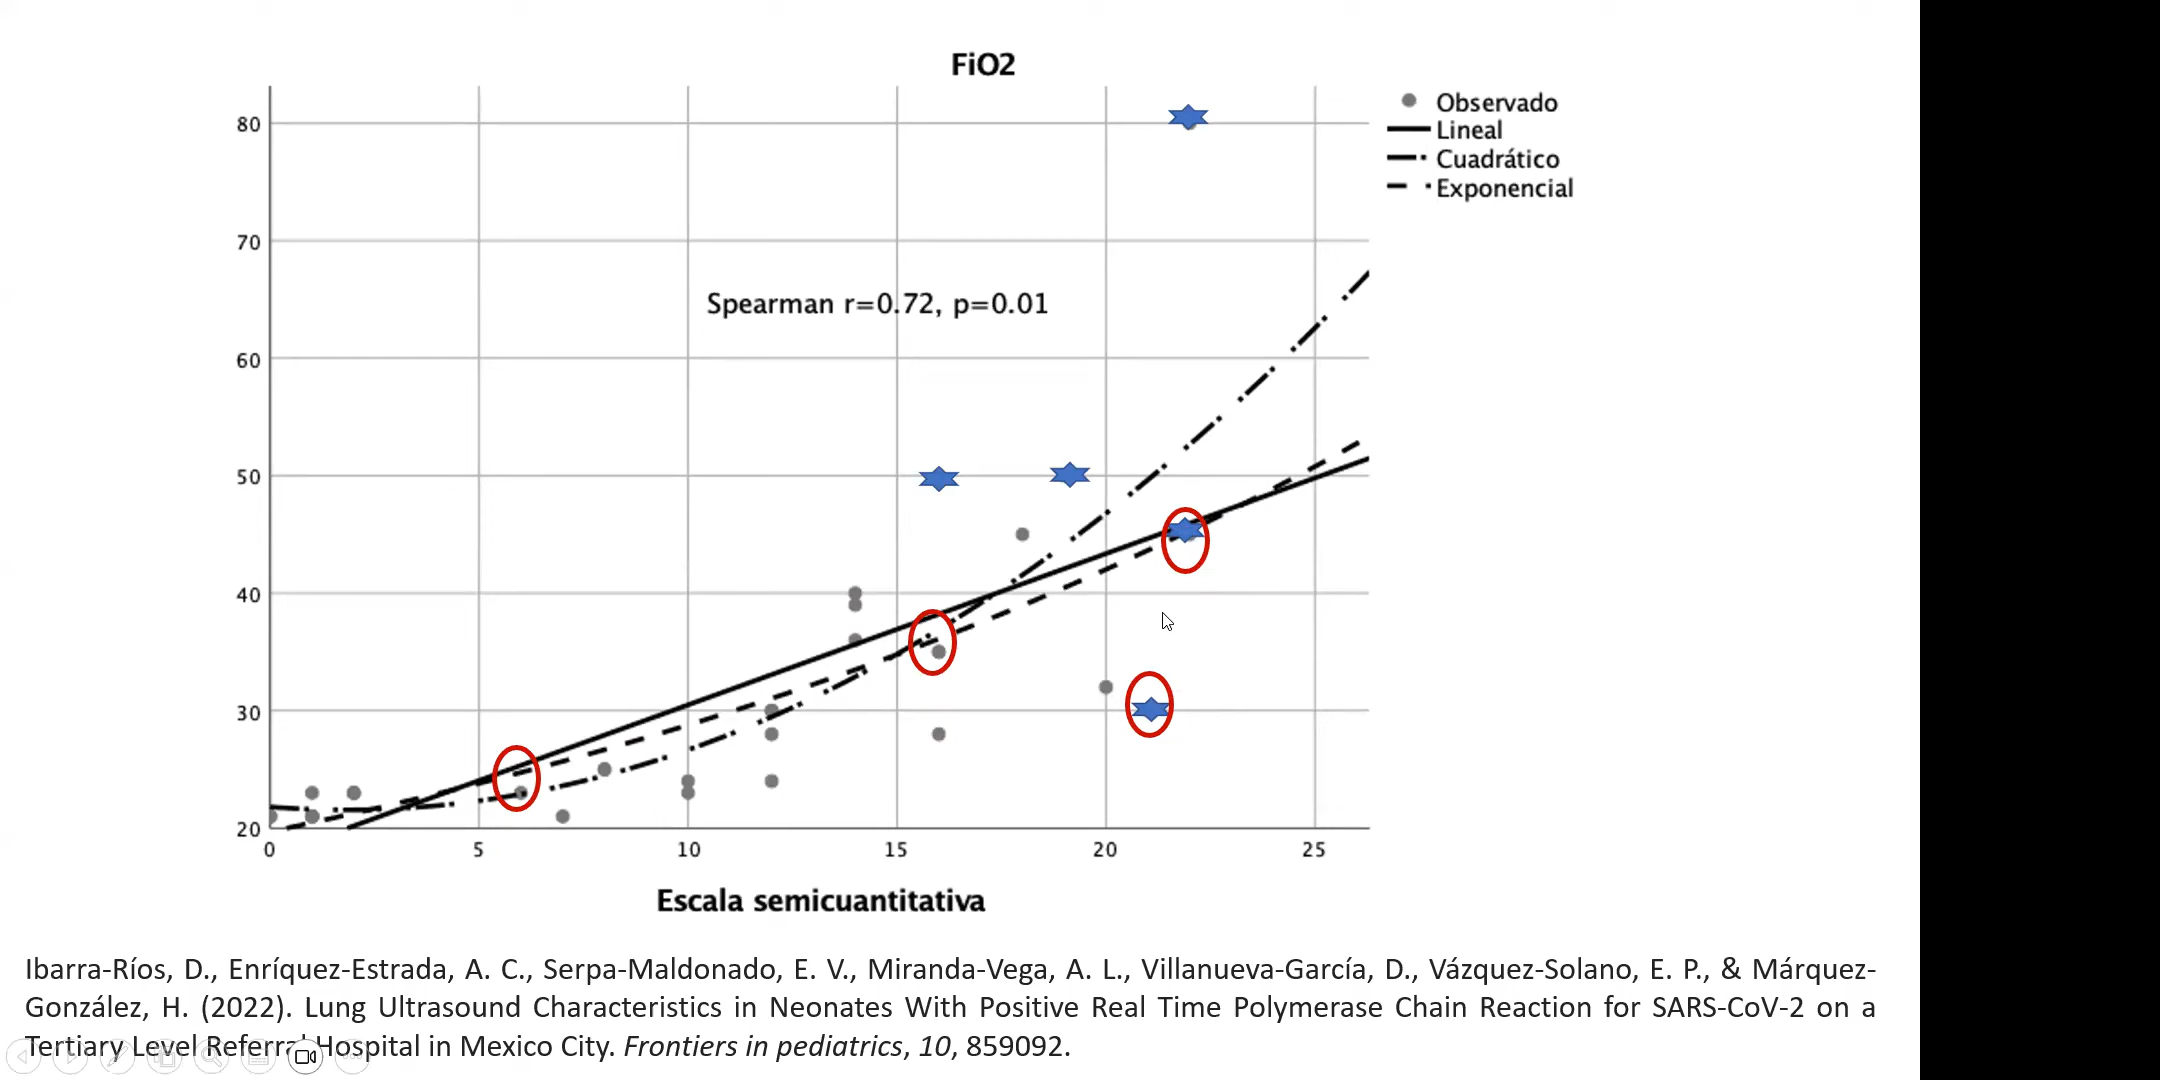 FiO2
Observado
Lineal
Cuadrático
Exponencial
80
70
60
50
40
30
20
Spearman r=0.72, p=0.01
0 5 10 15 20 25
Escala semicuantitativa
Ibarra-Ríos, D., Enríquez-Estrada, A. C., Serpa-Maldonado, E. V., Miranda-Vega, A. L., Villanueva-García, D., Vázquez-Solano, E. P., & Márquez-
González, H. (2022). Lung Ultrasound Characteristics in Neonates With Positive Real Time Polymerase Chain Reaction for SARS-CoV-2 on a
Tertiary Level Referral Hospital in Mexico City. Frontiers in pediatrics, 10, 859092.